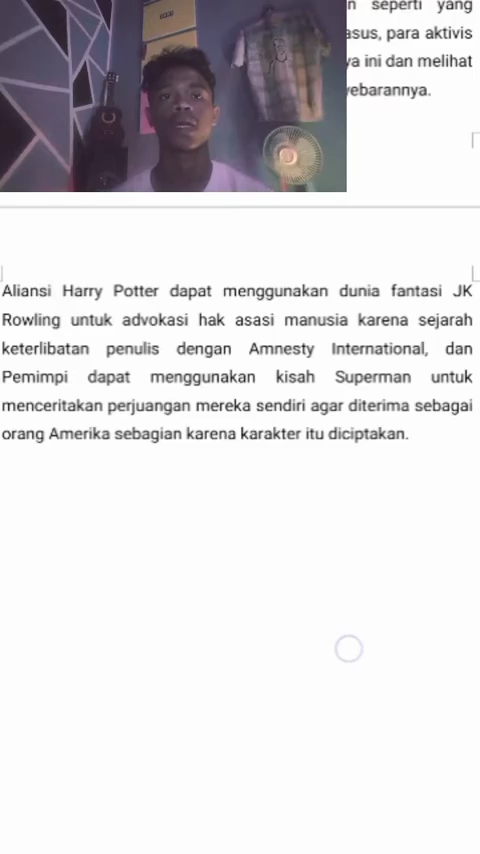 seperti yang
para aktivis
ini dan melihat
Aliansi Harry Potter dapat menggunakan dunia fantasi JK
Rowling untuk advokasi hak asasi manusia karena sejarah
keterlibatan penulis dengan Amnesty International, dan
Pemimpi dapat menggunakan kisah Superman untuk
menceritakan perjuangan mereka sendiri agar diterima sebagai
orang Amerika sebagian karena karakter itu diciptakan.